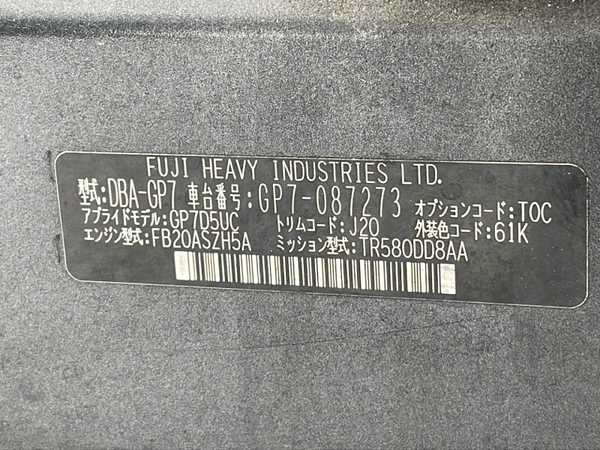 FUJI HEAVY INDUSTRIES LTD.
型式:DBA-GP7 車台番号:GP7-087273 オプションコード:TOC
アプライドモデル:GP7D5UC トリムコード:J20 外装色コード:61K
エンジン型式:FB20ASZH5A ミッション型式:TR580DD8AA